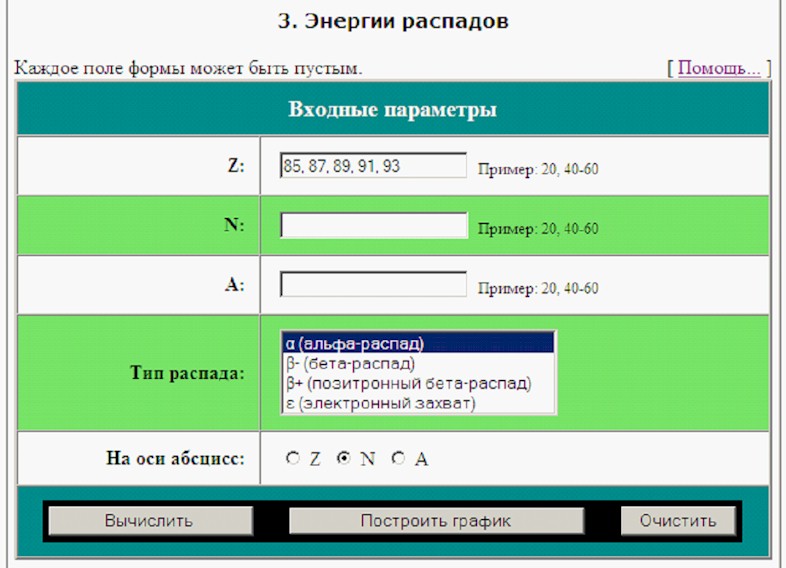 3. Энергии распадов
Каждое поле формы может быть пустым. [ Помощь... ]
Входные параметры
Z: 85, 87, 89, 91, 93 Пример: 20, 40-60
N: Пример: 20, 40-60
A: Пример: 20, 40-60
Тип распада:
α (альфа-распад)
β- (бета-распад)
β+ (позитронный бета-распад)
ε (электронный захват)
На оси абсцисс: Z N A
Вычислить Построить график Очистить